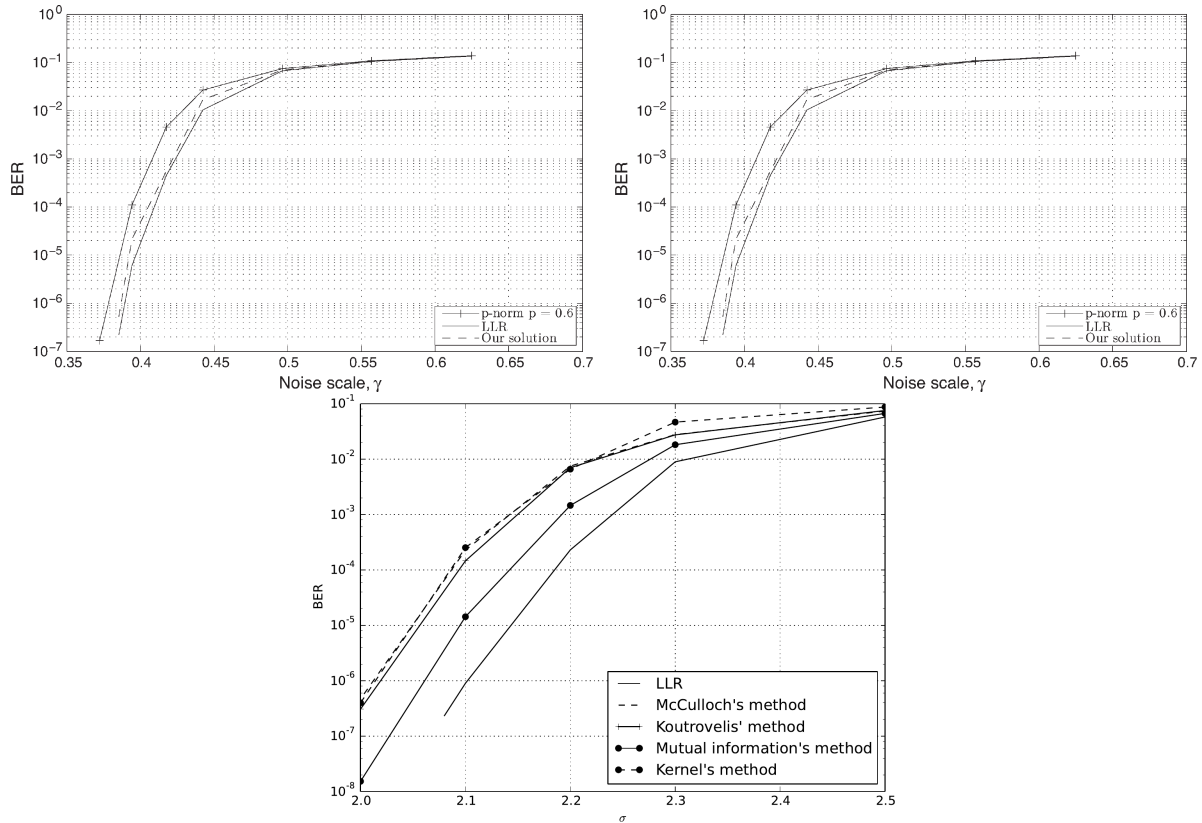 10^0
10^-1
10^-2
10^-3
10^-4
10^-5
10^-6
10^-7
BER
0.35 0.4 0.45 0.5 0.55 0.6 0.65 0.7
Noise scale, γ
p-norm p = 0.6
LLR
Our solution
10^0
10^-1
10^-2
10^-3
10^-4
10^-5
10^-6
10^-7
BER
0.35 0.4 0.45 0.5 0.55 0.6 0.65 0.7
Noise scale, γ
p-norm p = 0.6
LLR
Our solution
10^-1
10^-2
10^-3
10^-4
10^-5
10^-6
10^-7
10^-8
BER
2.0 2.1 2.2 2.3 2.4 2.5
σ
LLR
McCulloch's method
Koutrovelis' method
Mutual information's method
Kernel's method